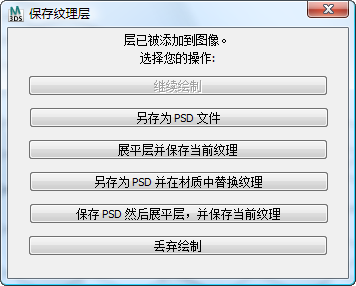 M
3DS
保存纹理层
层已被添加到图像。
选择您的操作:
继续绘制
另存为 PSD 文件
展平层并保存当前纹理
另存为 PSD 并在材质中替换纹理
保存 PSD 然后展平层，并保存当前纹理
丢弃绘制